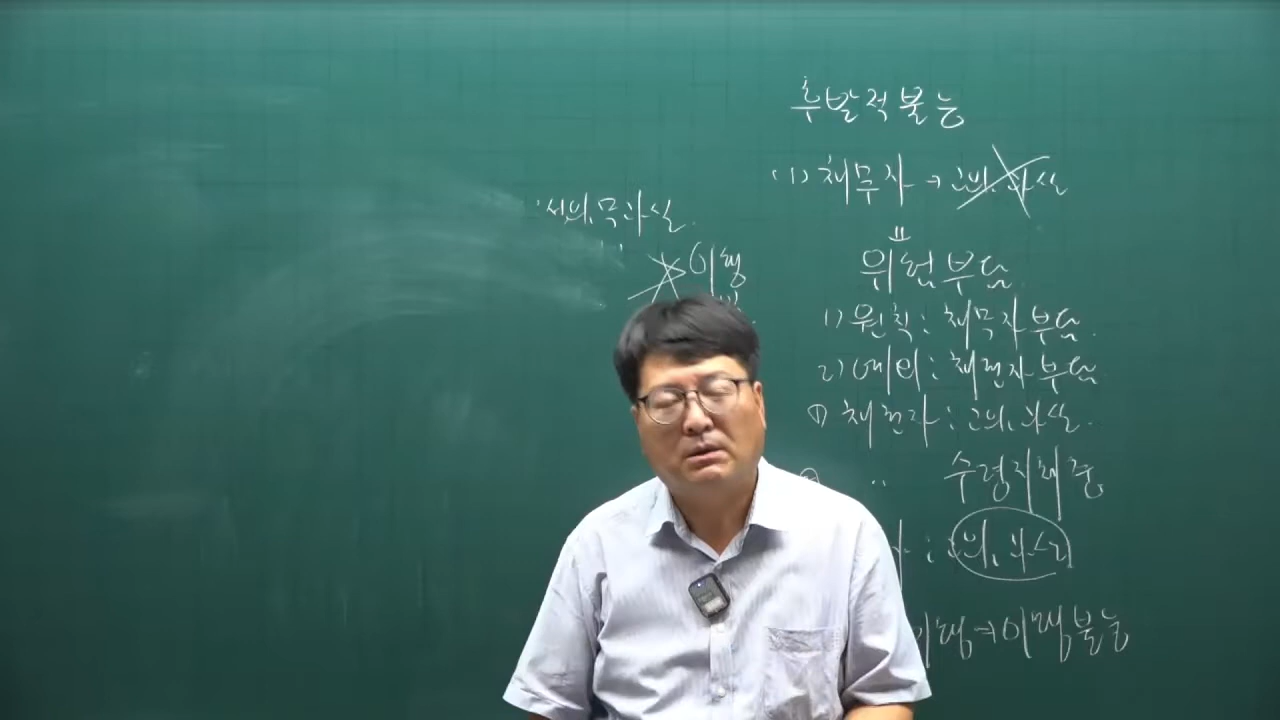 후발적불능
(1) 채무자 → 고의, 과실
선의, 무과실.
이행
위험부담
1) 원칙 : 채무자부담.
2) 예외 : 채권자부담.
① 채권자 : 고의, 과실.
② 〃 수령지체 중
: 고의, 과실
이행 → 이행불능